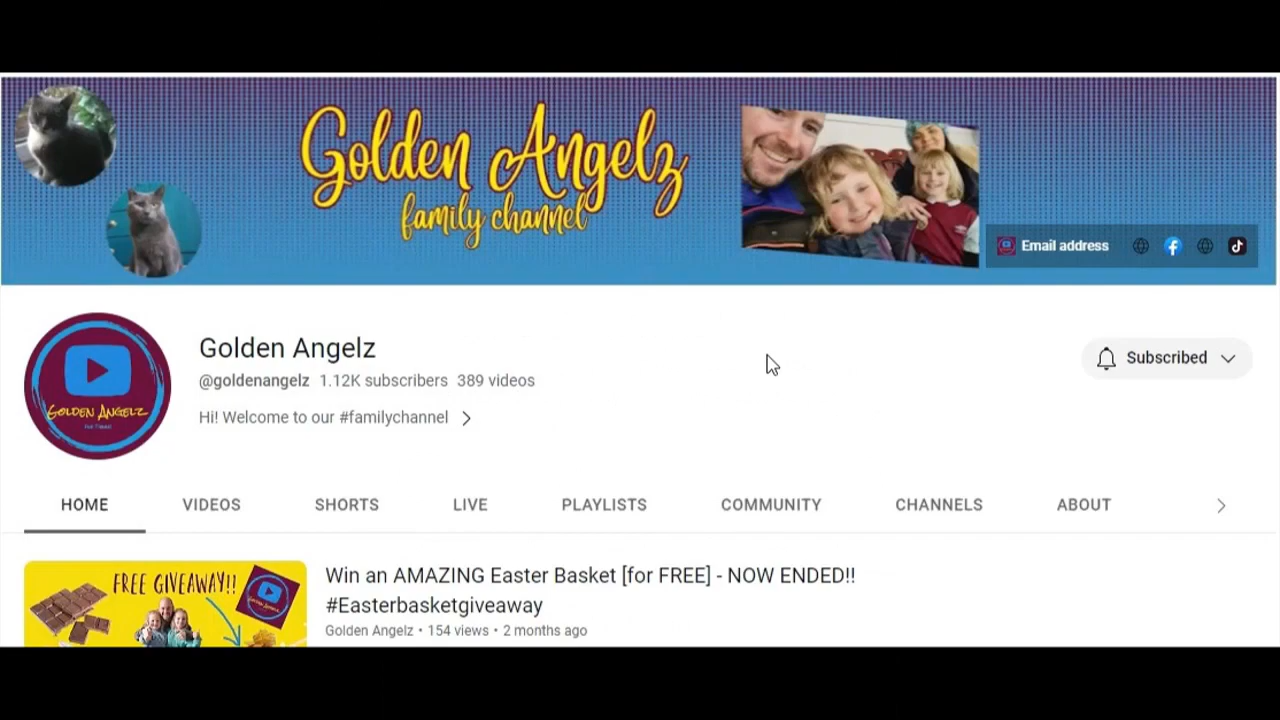 Golden Angelz
family channel
Email address
Golden Angelz
@goldenangelz 1.12K subscribers 389 videos
Hi! Welcome to our #familychannel
GOLDEN ANGELZ
HOME VIDEOS SHORTS LIVE PLAYLISTS COMMUNITY CHANNELS ABOUT
FREE GIVEAWAY!!
Win an AMAZING Easter Basket [for FREE] - NOW ENDED!!
#Easterbasketgiveaway
Golden Angelz • 154 views • 2 months ago
Subscribed